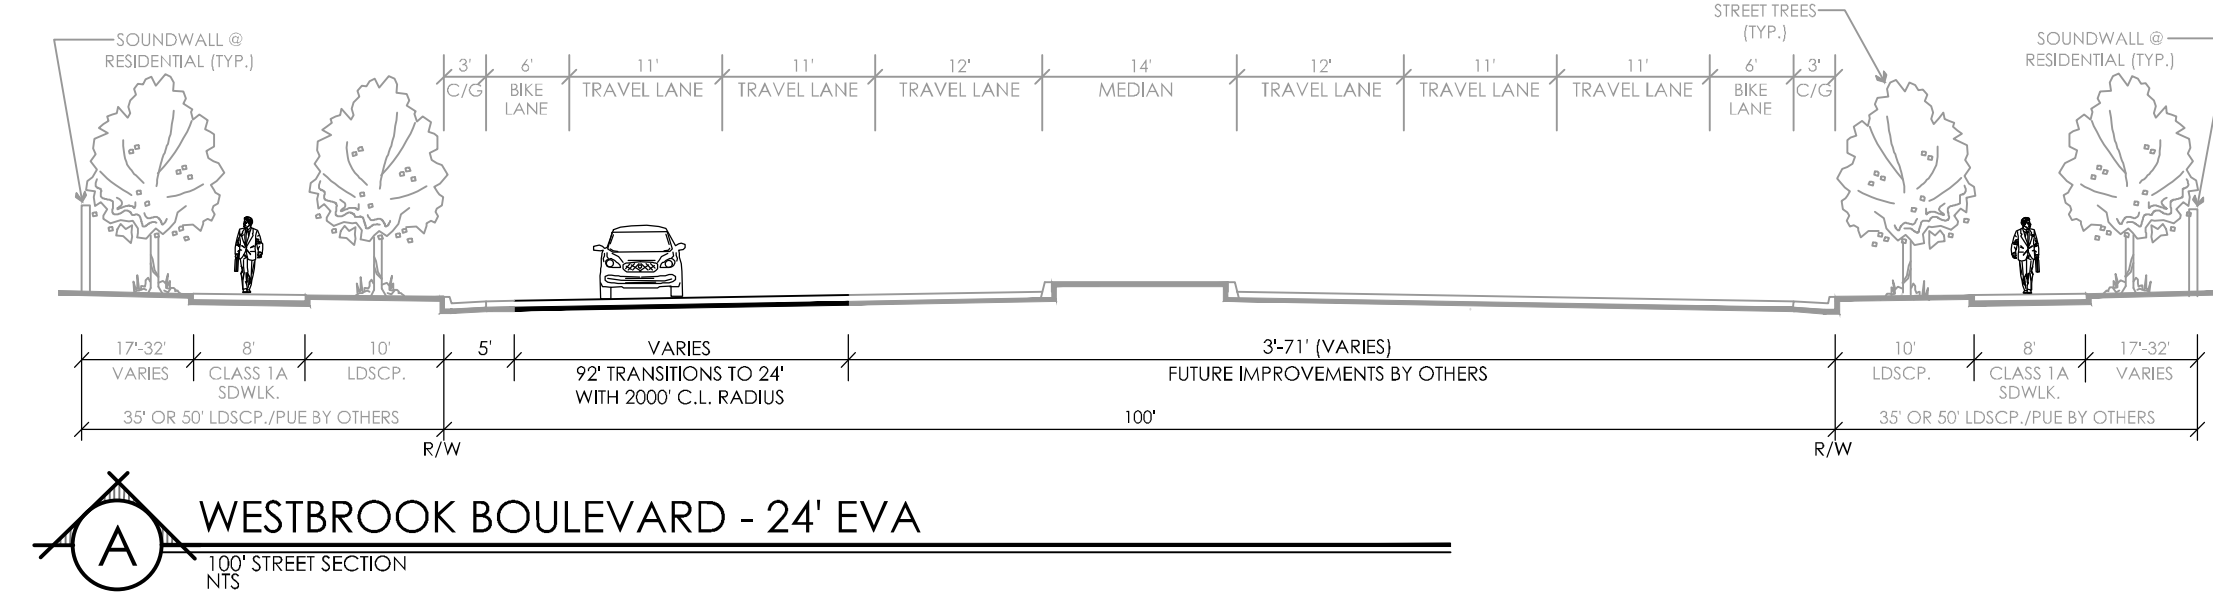 STREET TREES
(TYP.)
SOUNDWALL @
RESIDENTIAL (TYP.)
SOUNDWALL @
RESIDENTIAL (TYP.)
3' 6' 11' 11' 12' 14' 12' 11' 11' 6' 3'
C/G BIKE TRAVEL LANE TRAVEL LANE TRAVEL LANE MEDIAN TRAVEL LANE TRAVEL LANE TRAVEL LANE BIKE C/G
LANE LANE
17'-32' 8' 10' 5' VARIES 3'-71' (VARIES) 10' 8' 17'-32'
VARIES CLASS 1A LDSCP. 92' TRANSITIONS TO 24' FUTURE IMPROVEMENTS BY OTHERS LDSCP. CLASS 1A VARIES
SDWLK. WITH 2000' C.L. RADIUS SDWLK.
35' OR 50' LDSCP./PUE BY OTHERS 100' 35' OR 50' LDSCP./PUE BY OTHERS
R/W R/W
A WESTBROOK BOULEVARD - 24' EVA
100' STREET SECTION
NTS